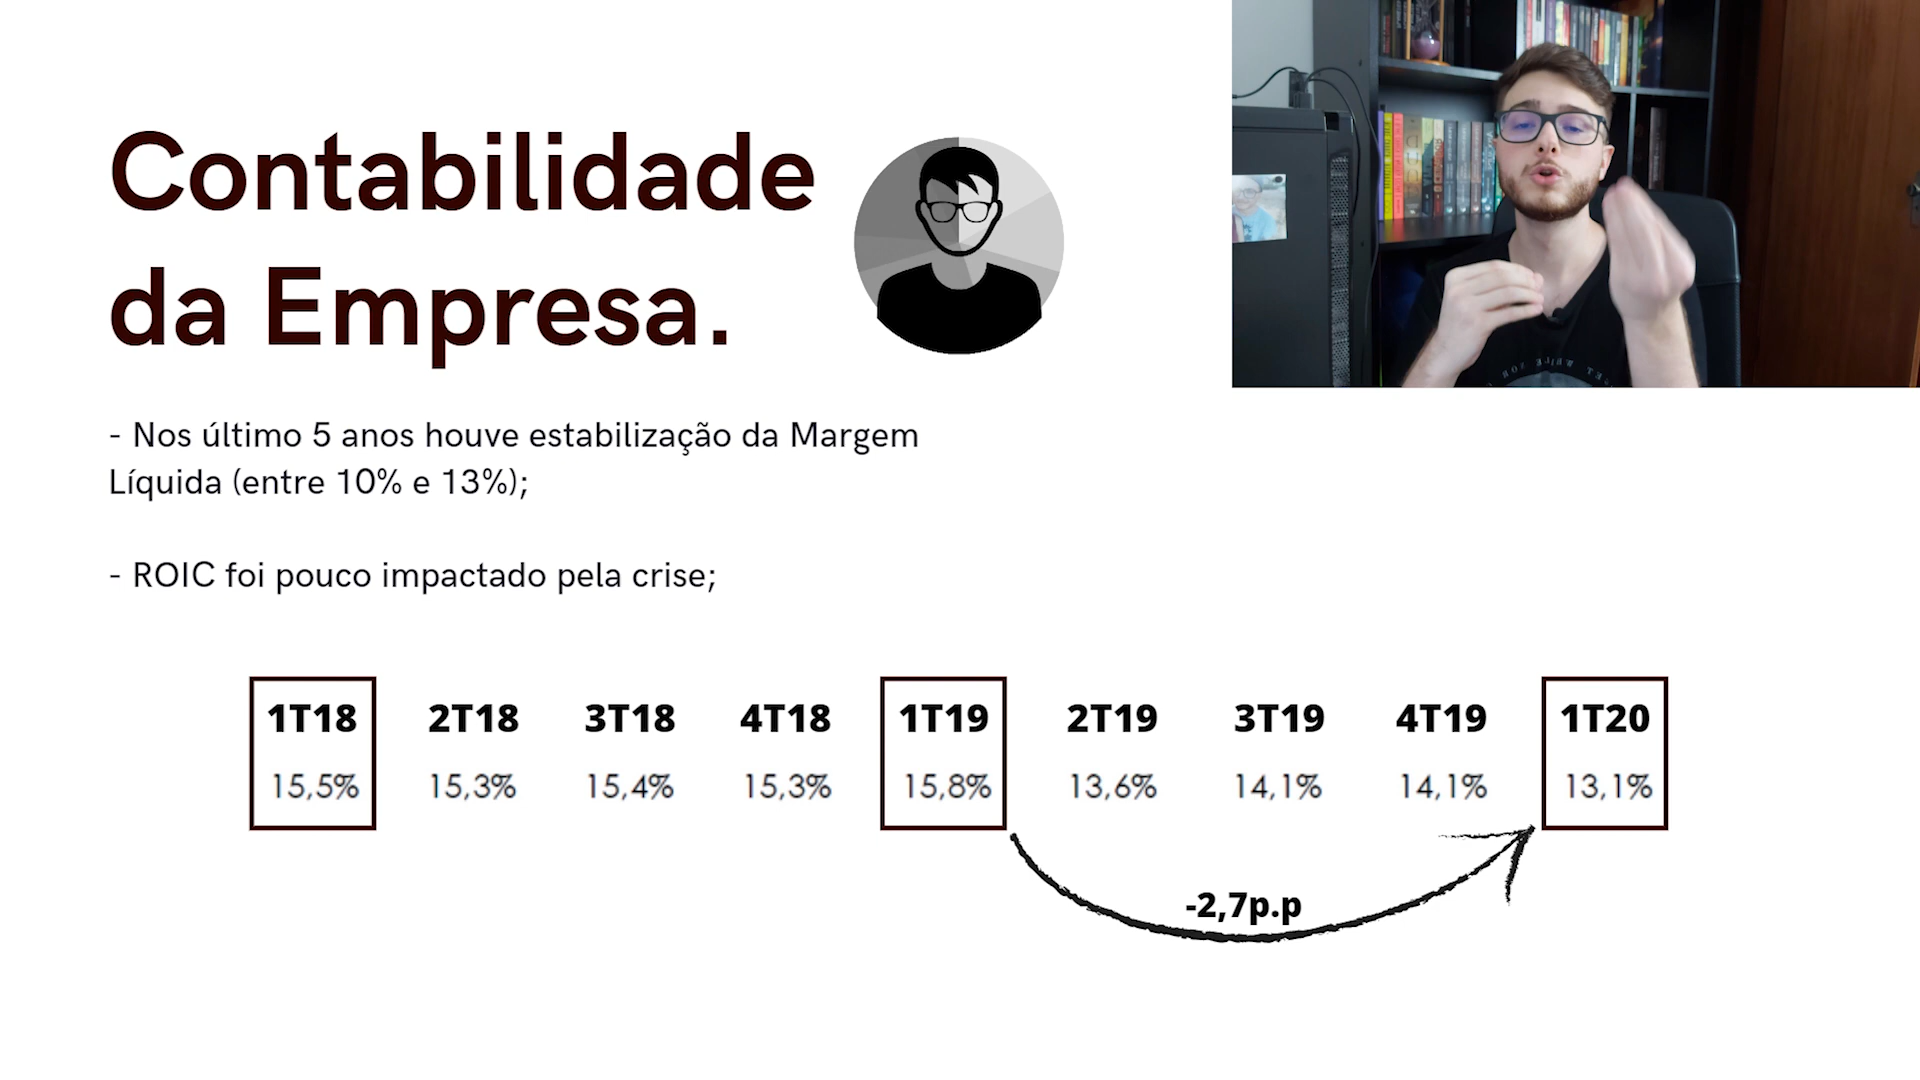 Contabilidade
da Empresa.
- Nos último 5 anos houve estabilização da Margem
Líquida (entre 10% e 13%);
- ROIC foi pouco impactado pela crise;
1T18 2T18 3T18 4T18 1T19 2T19 3T19 4T19 1T20
15,5% 15,3% 15,4% 15,3% 15,8% 13,6% 14,1% 14,1% 13,1%
-2,7p.p